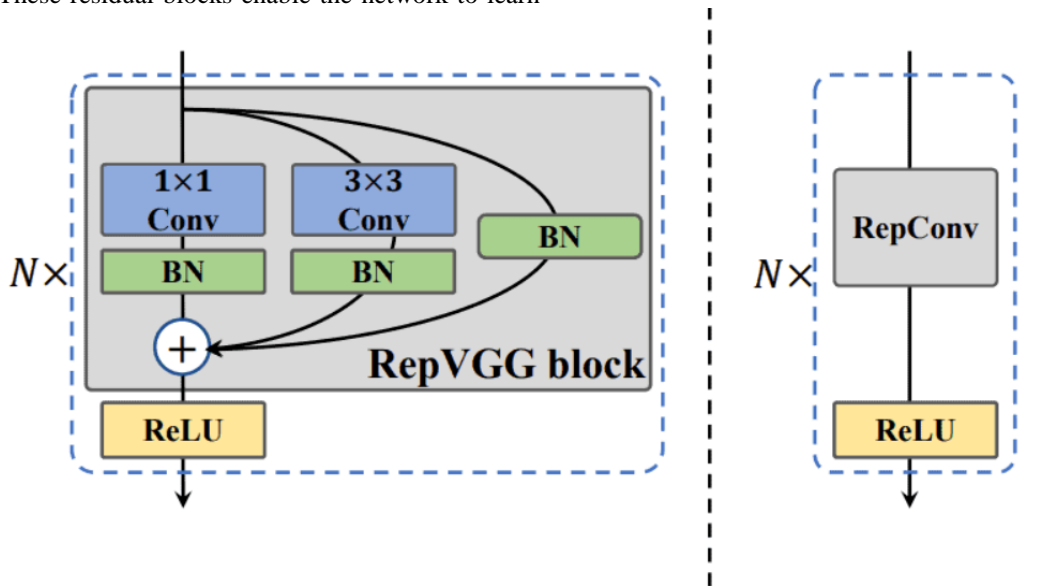 These residual blocks enable the network to learn
1×1
Conv
3×3
Conv
BN
BN
BN
N×
+
RepVGG block
ReLU
RepConv
N×
ReLU